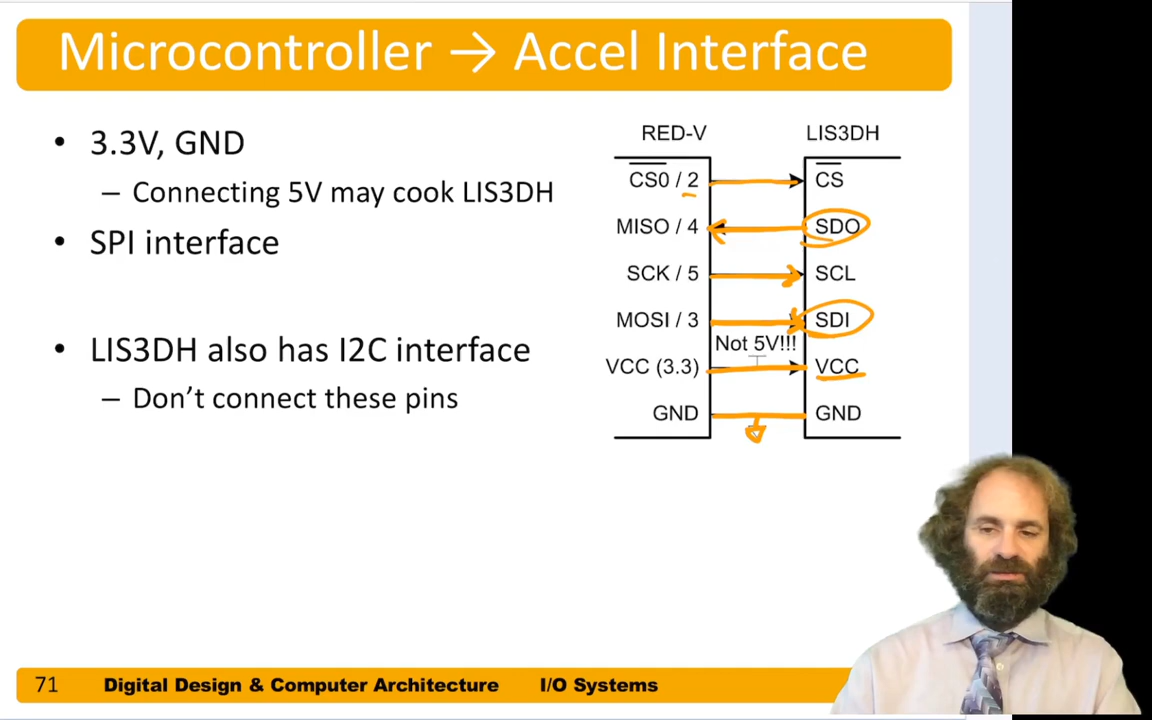 Microcontroller → Accel Interface
• 3.3V, GND
– Connecting 5V may cook LIS3DH
• SPI interface
• LIS3DH also has I2C interface
– Don’t connect these pins
RED-V LIS3DH
CS0 / 2 CS
MISO / 4 SDO
SCK / 5 SCL
MOSI / 3 SDI
Not 5V!!!
VCC (3.3) VCC
GND GND
71 Digital Design & Computer Architecture I/O Systems